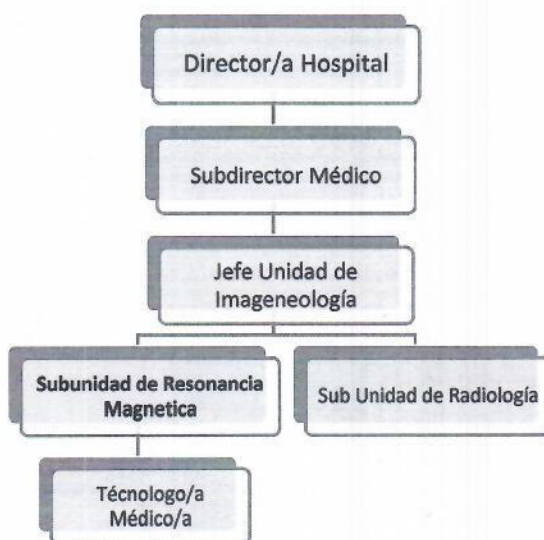 Director/a Hospital
Subdirector Médico
Jefe Unidad de
Imageneología
Subunidad de Resonancia
Magnetica
Sub Unidad de Radiología
Técnologo/a
Médico/a